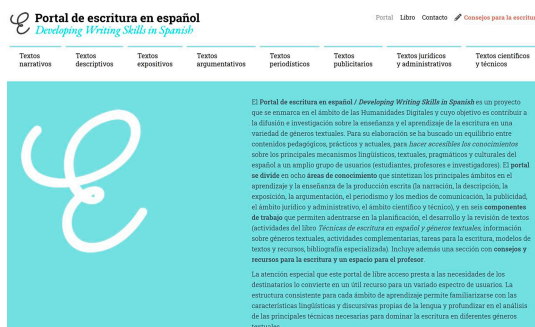 Portal de escritura en español
Developing Writing Skills in Spanish
Portal Libro Contacto Consejos para la escritu
Textos narrativos
Textos descriptivos
Textos expositivos
Textos argumentativos
Textos periodísticos
Textos publicitarios
Textos jurídicos y administrativos
Textos científicos y técnicos
El Portal de escritura en español / Developing Writing Skills in Spanish es un proyecto
que se enmarca en el ámbito de las Humanidades Digitales y cuyo objetivo es contribuir a
la difusión e investigación sobre la enseñanza y el aprendizaje de la escritura en una
variedad de géneros textuales. Para su elaboración se ha buscado un equilibrio entre
contenidos pedagógicos, prácticos y actuales, para hacer accesibles los conocimientos
sobre los principales mecanismos lingüísticos, textuales, pragmáticos y culturales del
español a un amplio grupo de usuarios (estudiantes, profesores e investigadores). El portal
se divide en ocho áreas de conocimiento que sintetizan los principales ámbitos en el
aprendizaje y la enseñanza de la producción escrita (la narración, la descripción, la
exposición, la argumentación, el periodismo y los medios de comunicación, la publicidad,
el ámbito jurídico y administrativo, el ámbito científico y técnico), y en seis componentes
de trabajo que permiten adentrarse en la planificación, el desarrollo y la revisión de textos
(actividades del libro Técnicas de escritura en español y géneros textuales, información
sobre géneros textuales, actividades complementarias, tareas para la escritura, modelos de
textos y recursos, bibliografía especializada). Incluye además una sección con consejos y
recursos para la escritura y un espacio para el profesor.
La atención especial que este portal de libre acceso presta a las necesidades de los
destinatarios lo convierte en un útil recurso para un variado espectro de usuarios. La
estructura consistente para cada ámbito de aprendizaje permite familiarizarse con las
características lingüísticas y discursivas propias de la lengua y profundizar en el análisis
de las principales técnicas necesarias para dominar la escritura en diferentes géneros
textuales.